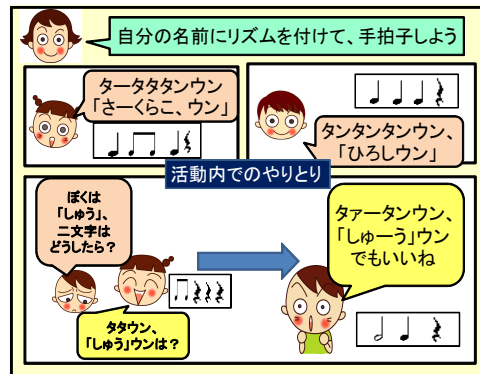 自分の名前にリズムを付けて、手拍子しよう
タータタタンウン
「さーくらこ、ウン」
タンタンタンウン、
「ひろしウン」
活動内でのやりとり
ぼくは
「しゅう」、
二文字は
どうしたら？
タタウン、
「しゅう」ウンは？
タァータンウン、
「しゅーう」ウン
でもいいね